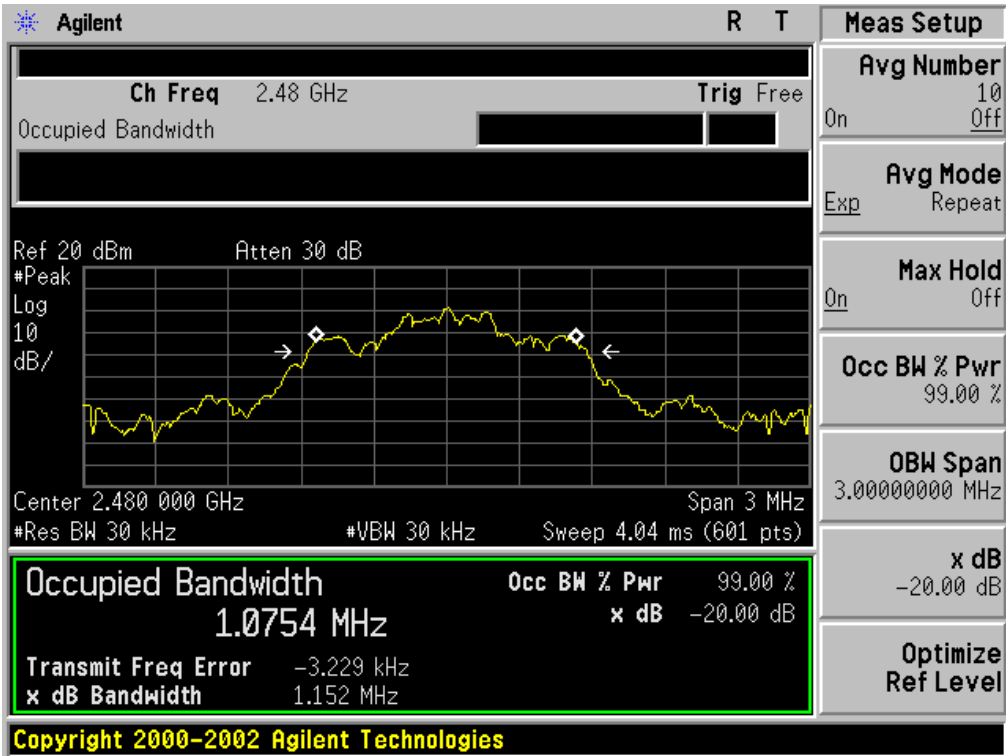 Agilent R T
Ch Freq 2.48 GHz Trig Free
Occupied Bandwidth
Ref 20 dBm Atten 30 dB
#Peak
Log
10
dB/
Center 2.480 000 GHz Span 3 MHz
#Res BW 30 kHz #VBW 30 kHz Sweep 4.04 ms (601 pts)
Occupied Bandwidth Occ BW % Pwr 99.00 %
1.0754 MHz x dB -20.00 dB
Transmit Freq Error -3.229 kHz
x dB Bandwidth 1.152 MHz
Copyright 2000-2002 Agilent Technologies
Meas Setup
Avg Number
10
On Off
Avg Mode
Exp Repeat
Max Hold
On Off
Occ BW % Pwr
99.00 %
OBW Span
3.00000000 MHz
x dB
-20.00 dB
Optimize
Ref Level